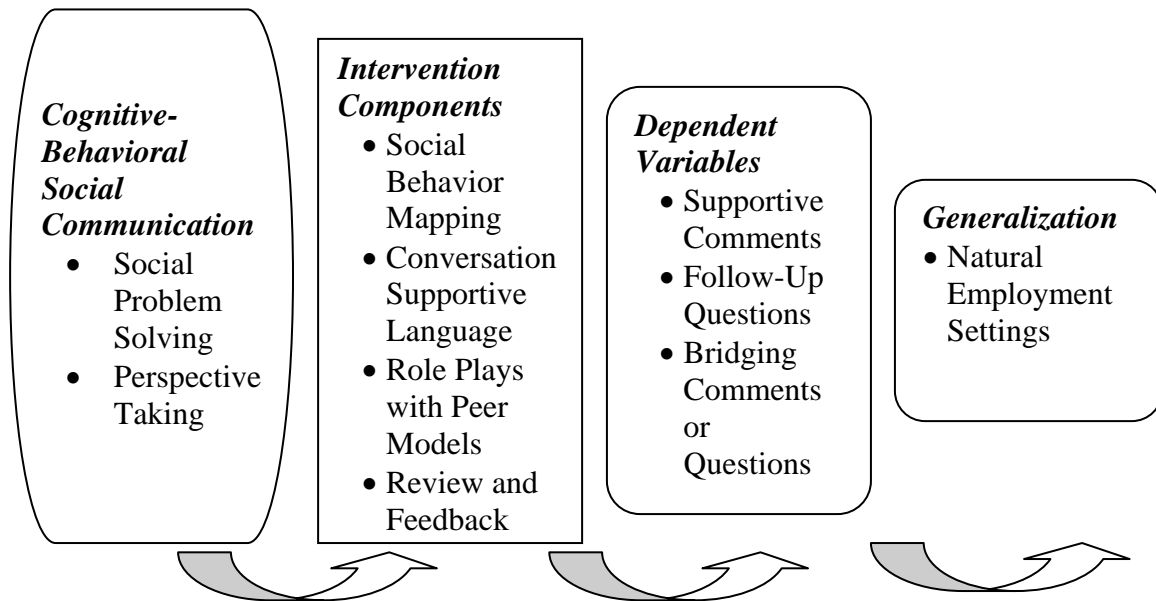 Cognitive-
Behavioral
Social
Communication
• Social
Problem
Solving
• Perspective
Taking
Intervention
Components
• Social
Behavior
Mapping
• Conversation
Supportive
Language
• Role Plays
with Peer
Models
• Review and
Feedback
Dependent
Variables
• Supportive
Comments
• Follow-Up
Questions
• Bridging
Comments
or
Questions
Generalization
• Natural
Employment
Settings